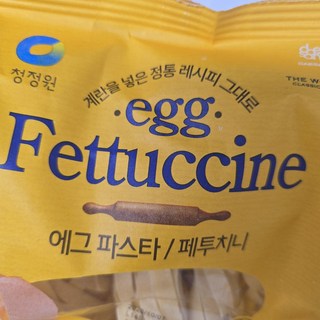 청정원
계란을 넣은 정통 레시피 그대로
THE W
CLASSIC
·egg·
Fettuccine
에그 파스타/페투치니